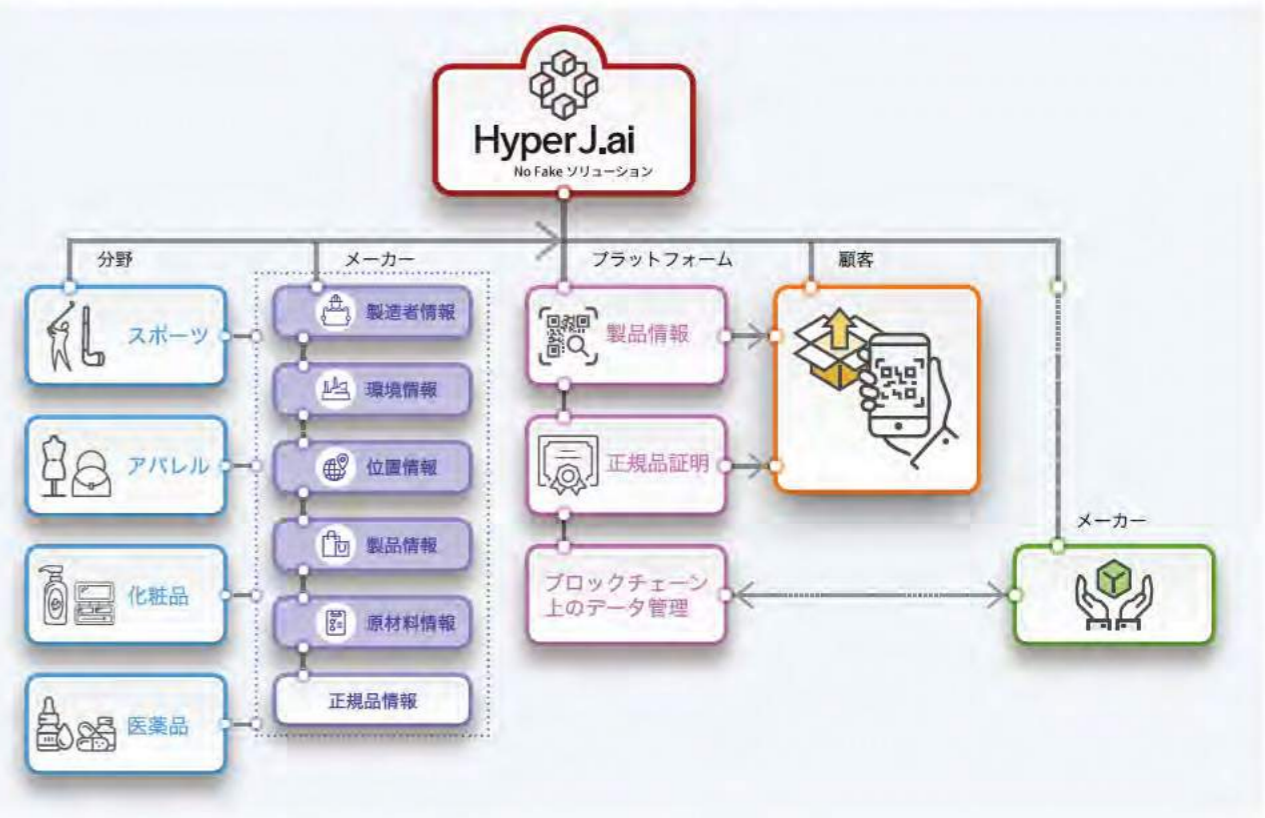 HyperJ.ai
No Fake ソリューション
分野
メーカー
プラットフォーム
顧客
スポーツ
アパレル
化粧品
医薬品
製造者情報
環境情報
位置情報
製品情報
原材料情報
正規品情報
製品情報
正規品証明
ブロックチェーン
上のデータ管理
メーカー